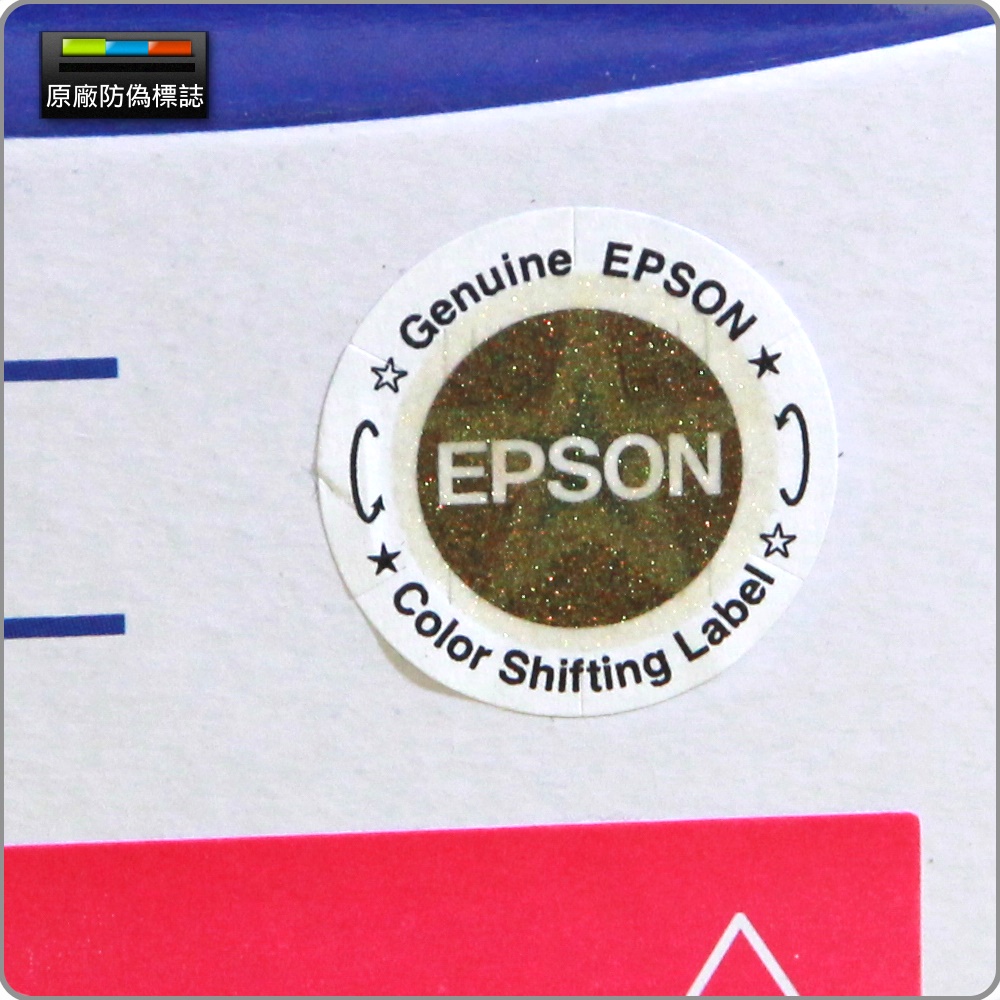 原廠防偽標誌
☆ Genuine EPSON ★
EPSON
★ Color Shifting Label ☆